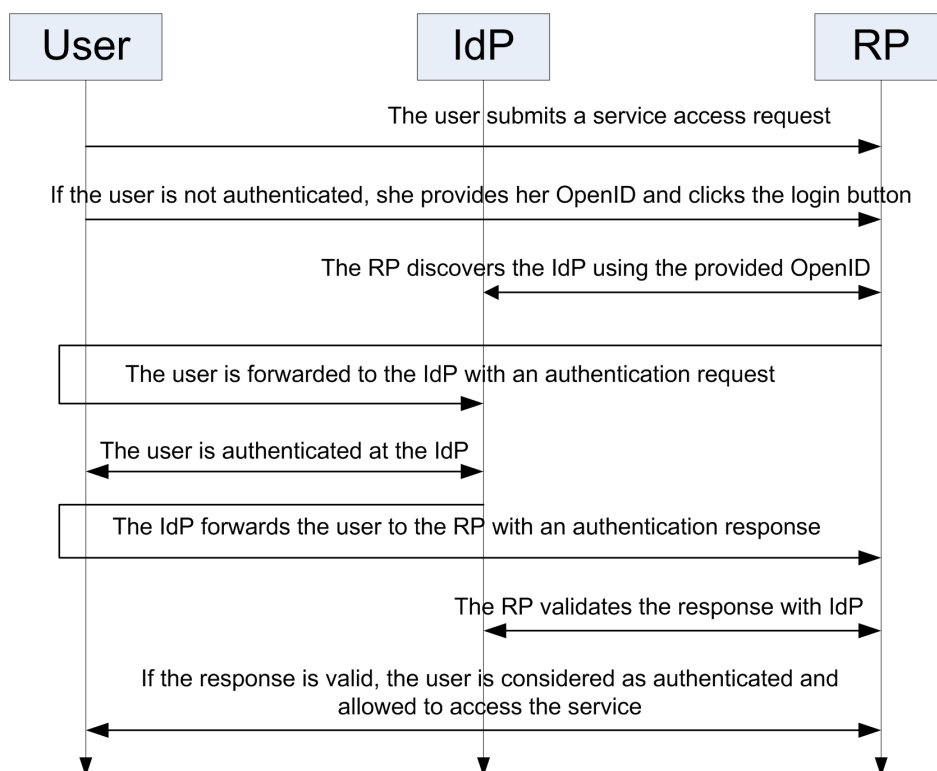 User IdP RP
The user submits a service access request
If the user is not authenticated, she provides her OpenID and clicks the login button
The RP discovers the IdP using the provided OpenID
The user is forwarded to the IdP with an authentication request
The user is authenticated at the IdP
The IdP forwards the user to the RP with an authentication response
The RP validates the response with IdP
If the response is valid, the user is considered as authenticated and
allowed to access the service